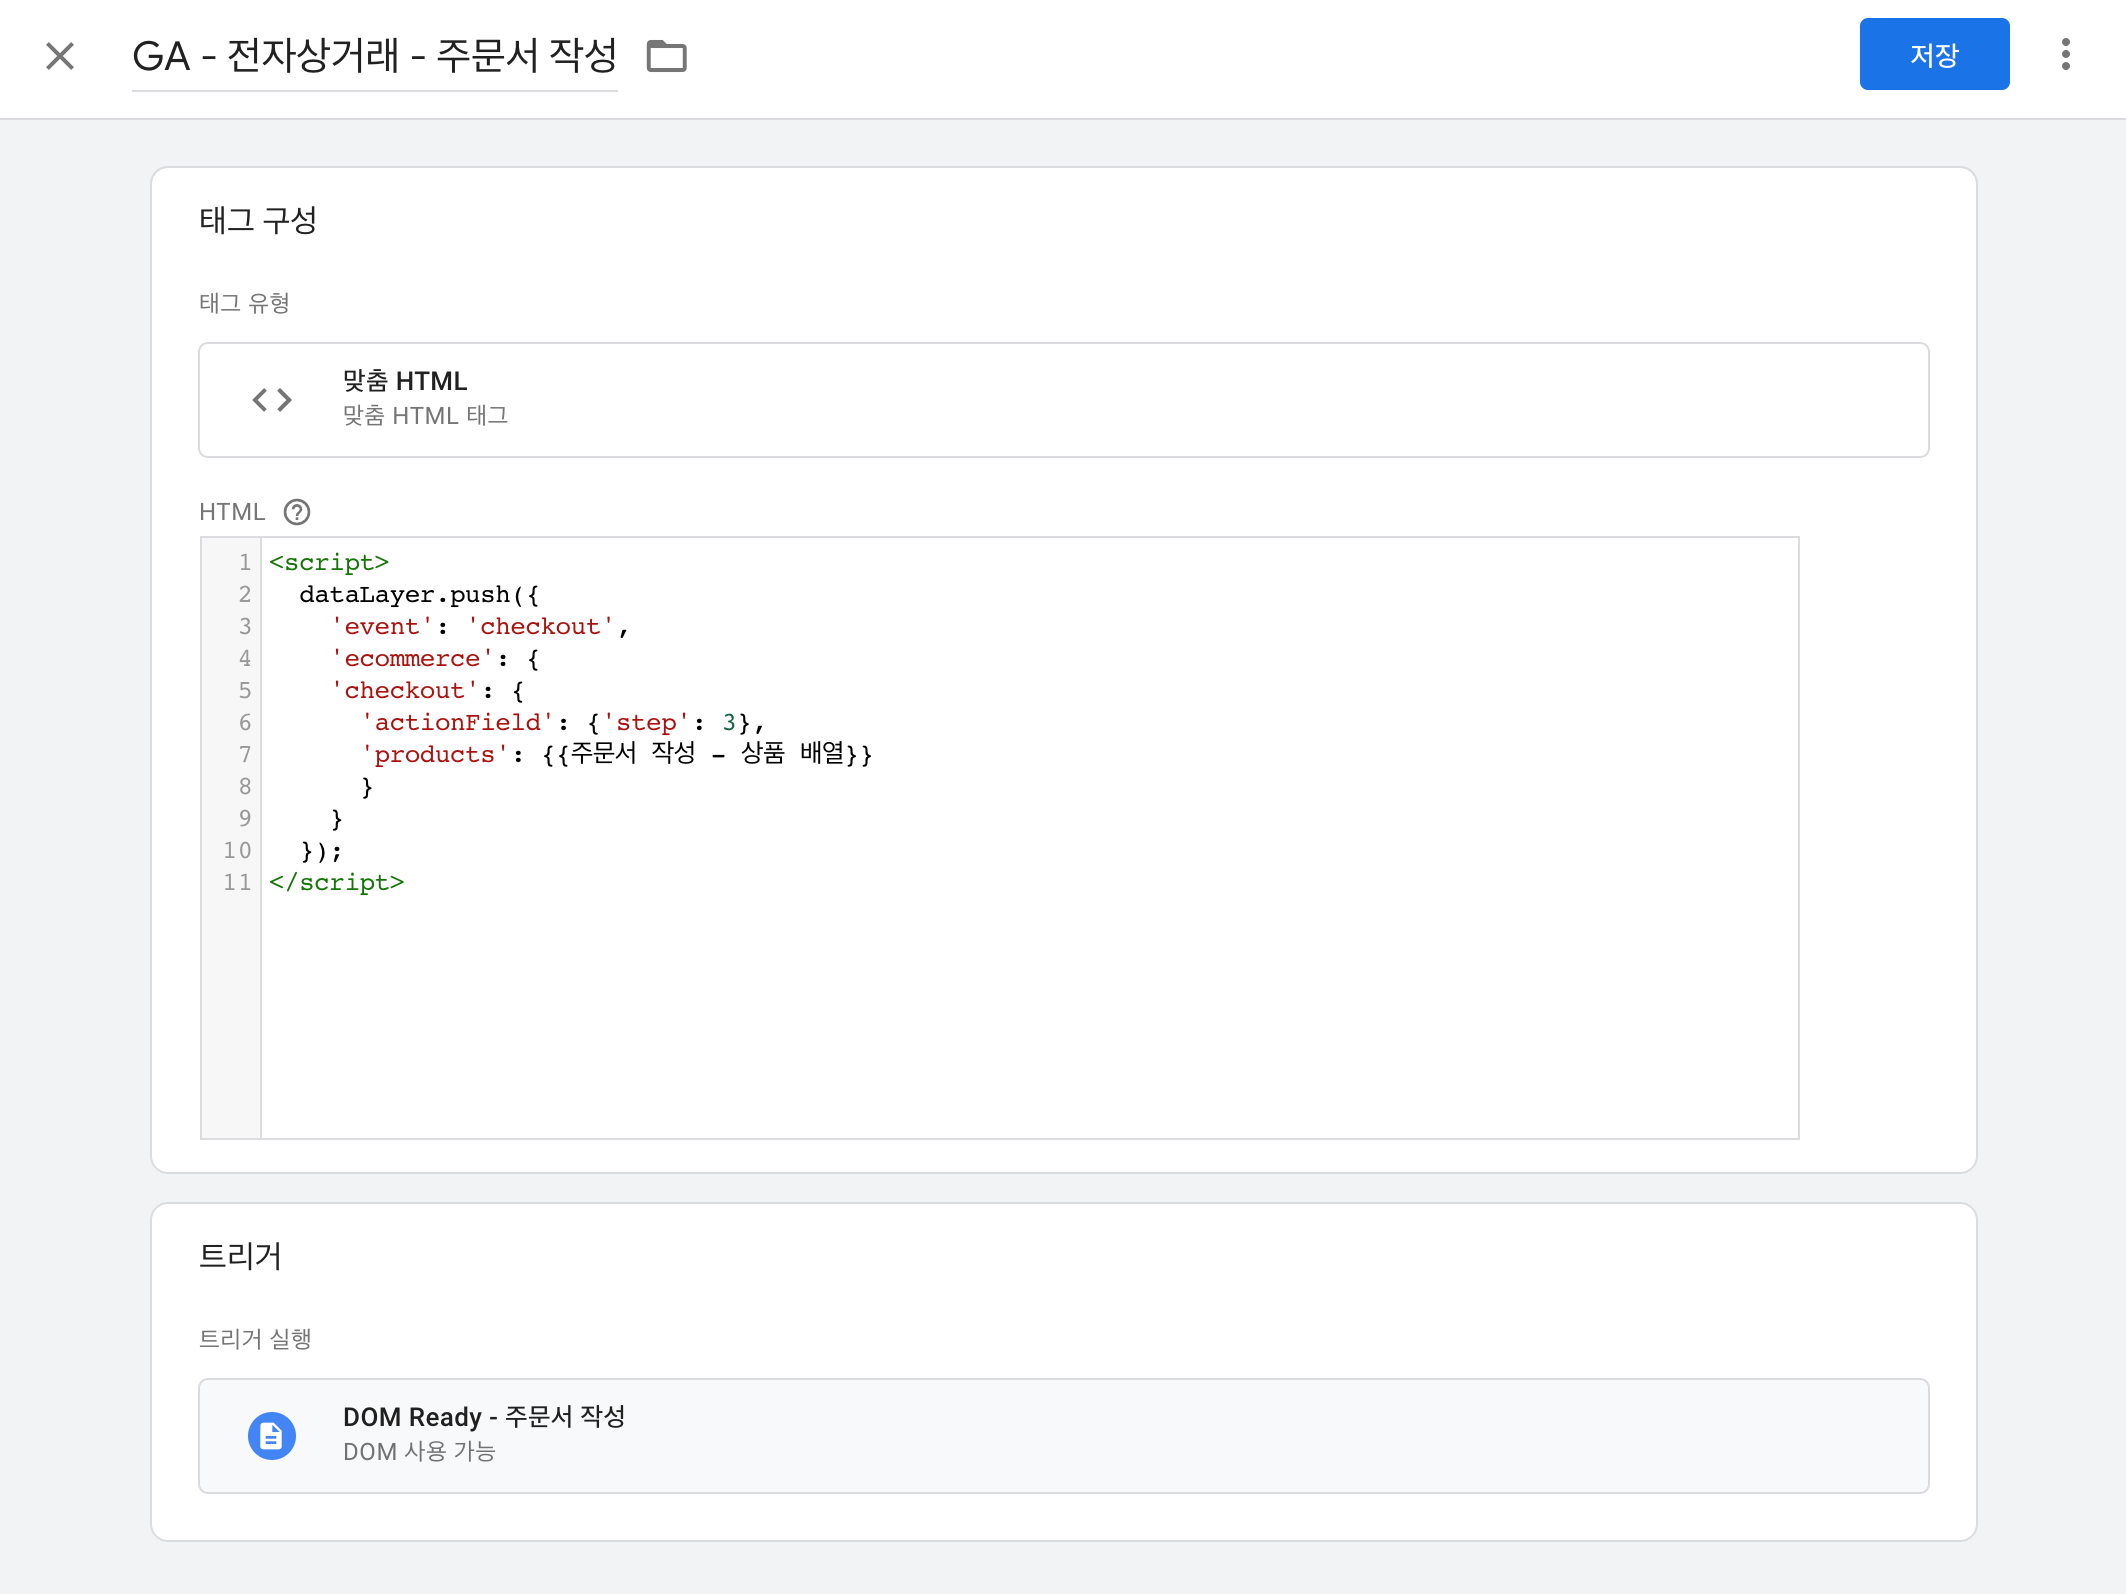 GA - 전자상거래 - 주문서 작성
저장
태그 구성
태그 유형
맞춤 HTML
맞춤 HTML 태그
HTML
1 <script>
2   dataLayer.push({
3     'event': 'checkout',
4     'ecommerce': {
5     'checkout': {
6       'actionField': {'step': 3},
7       'products': {{주문서 작성 - 상품 배열}}
8       }
9     }
10   });
11 </script>
트리거
트리거 실행
DOM Ready - 주문서 작성
DOM 사용 가능